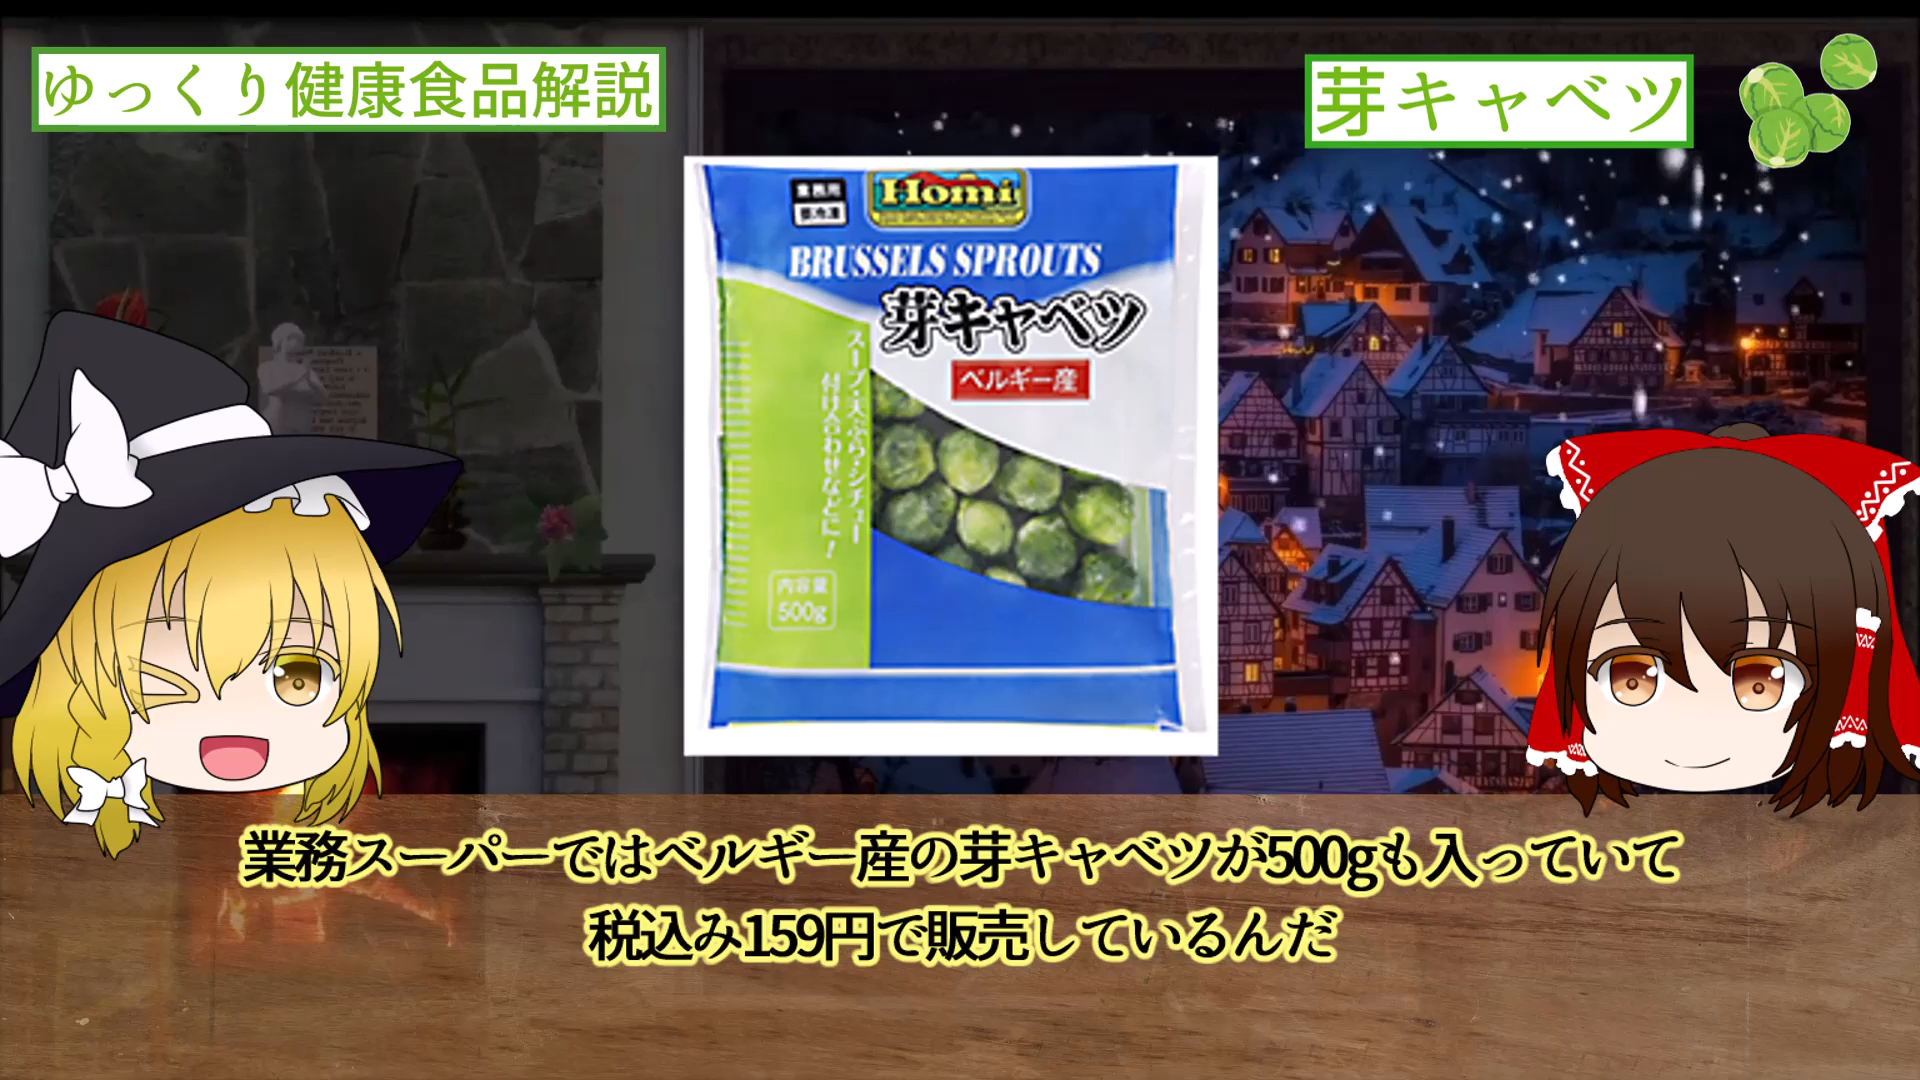 ゆっくり健康食品解説
芽キャベツ
業務用
Homi
BRUSSELS SPROUTS
芽キャベツ
ベルギー産
スープ・天ぷら・シチュー
付け合わせなどに!
内容量
500g
業務スーパーではベルギー産の芽キャベツが500gも入っていて
税込み159円で販売しているんだ